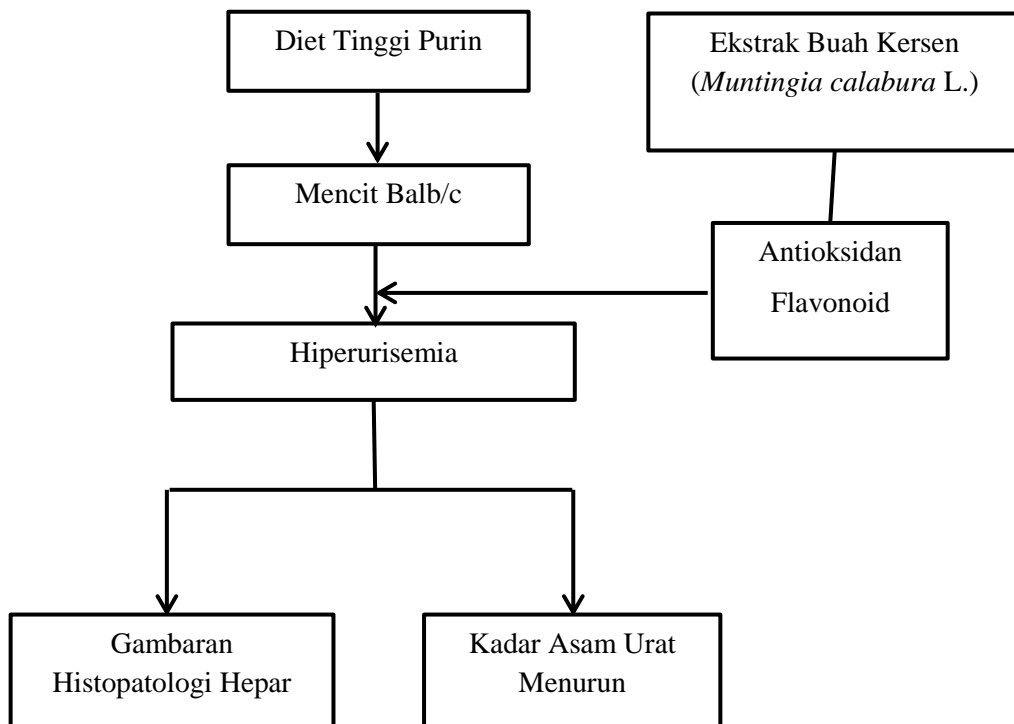 Diet Tinggi Purin
Ekstrak Buah Kersen
(Muntingia calabura L.)
Mencit Balb/c
Antioksidan
Flavonoid
Hiperurisemia
Gambaran
Histopatologi Hepar
Kadar Asam Urat
Menurun